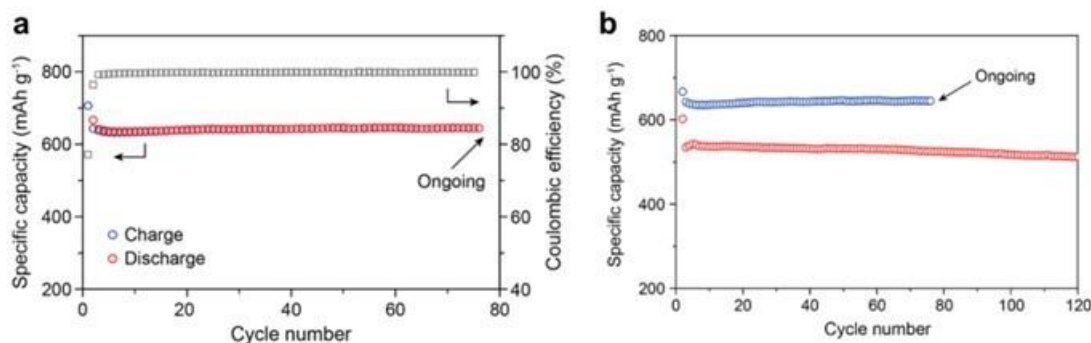 a
Specific capacity (mAh g⁻¹)
800
600
400
200
Charge
Discharge
Ongoing
100
80
60
40
Coulombic efficiency (%)
0
20
40
60
80
Cycle number
b
Specific capacity (mAh g⁻¹)
800
600
400
200
Ongoing
0
20
40
60
80
100
120
Cycle number